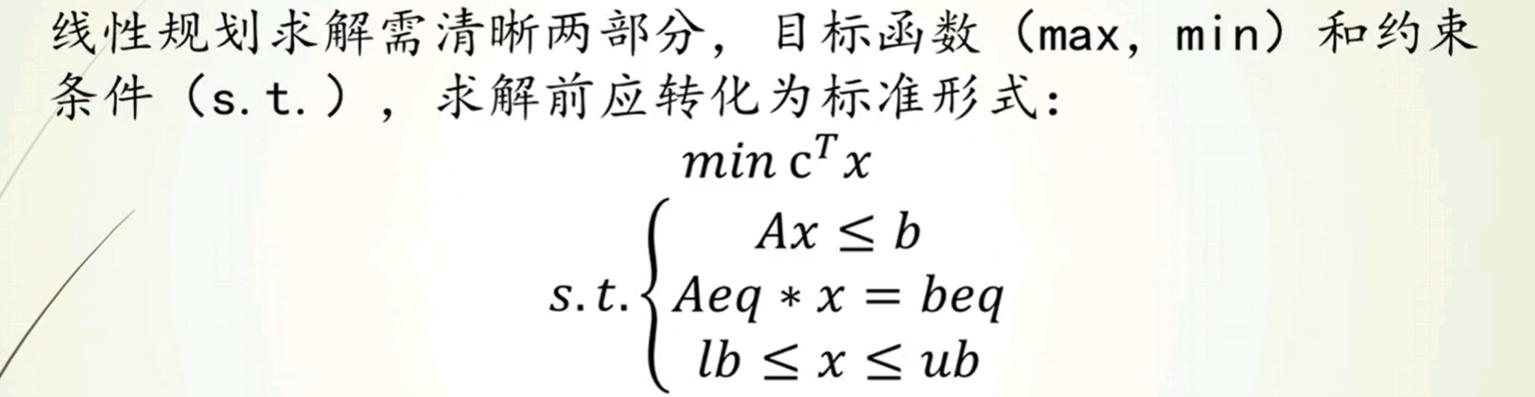 线性规划求解需清晰两部分，目标函数（max，min）和约束
条件（s.t.），求解前应转化为标准形式：
min cᵀx
Ax ≤ b
s.t. { Aeq * x = beq
lb ≤ x ≤ ub